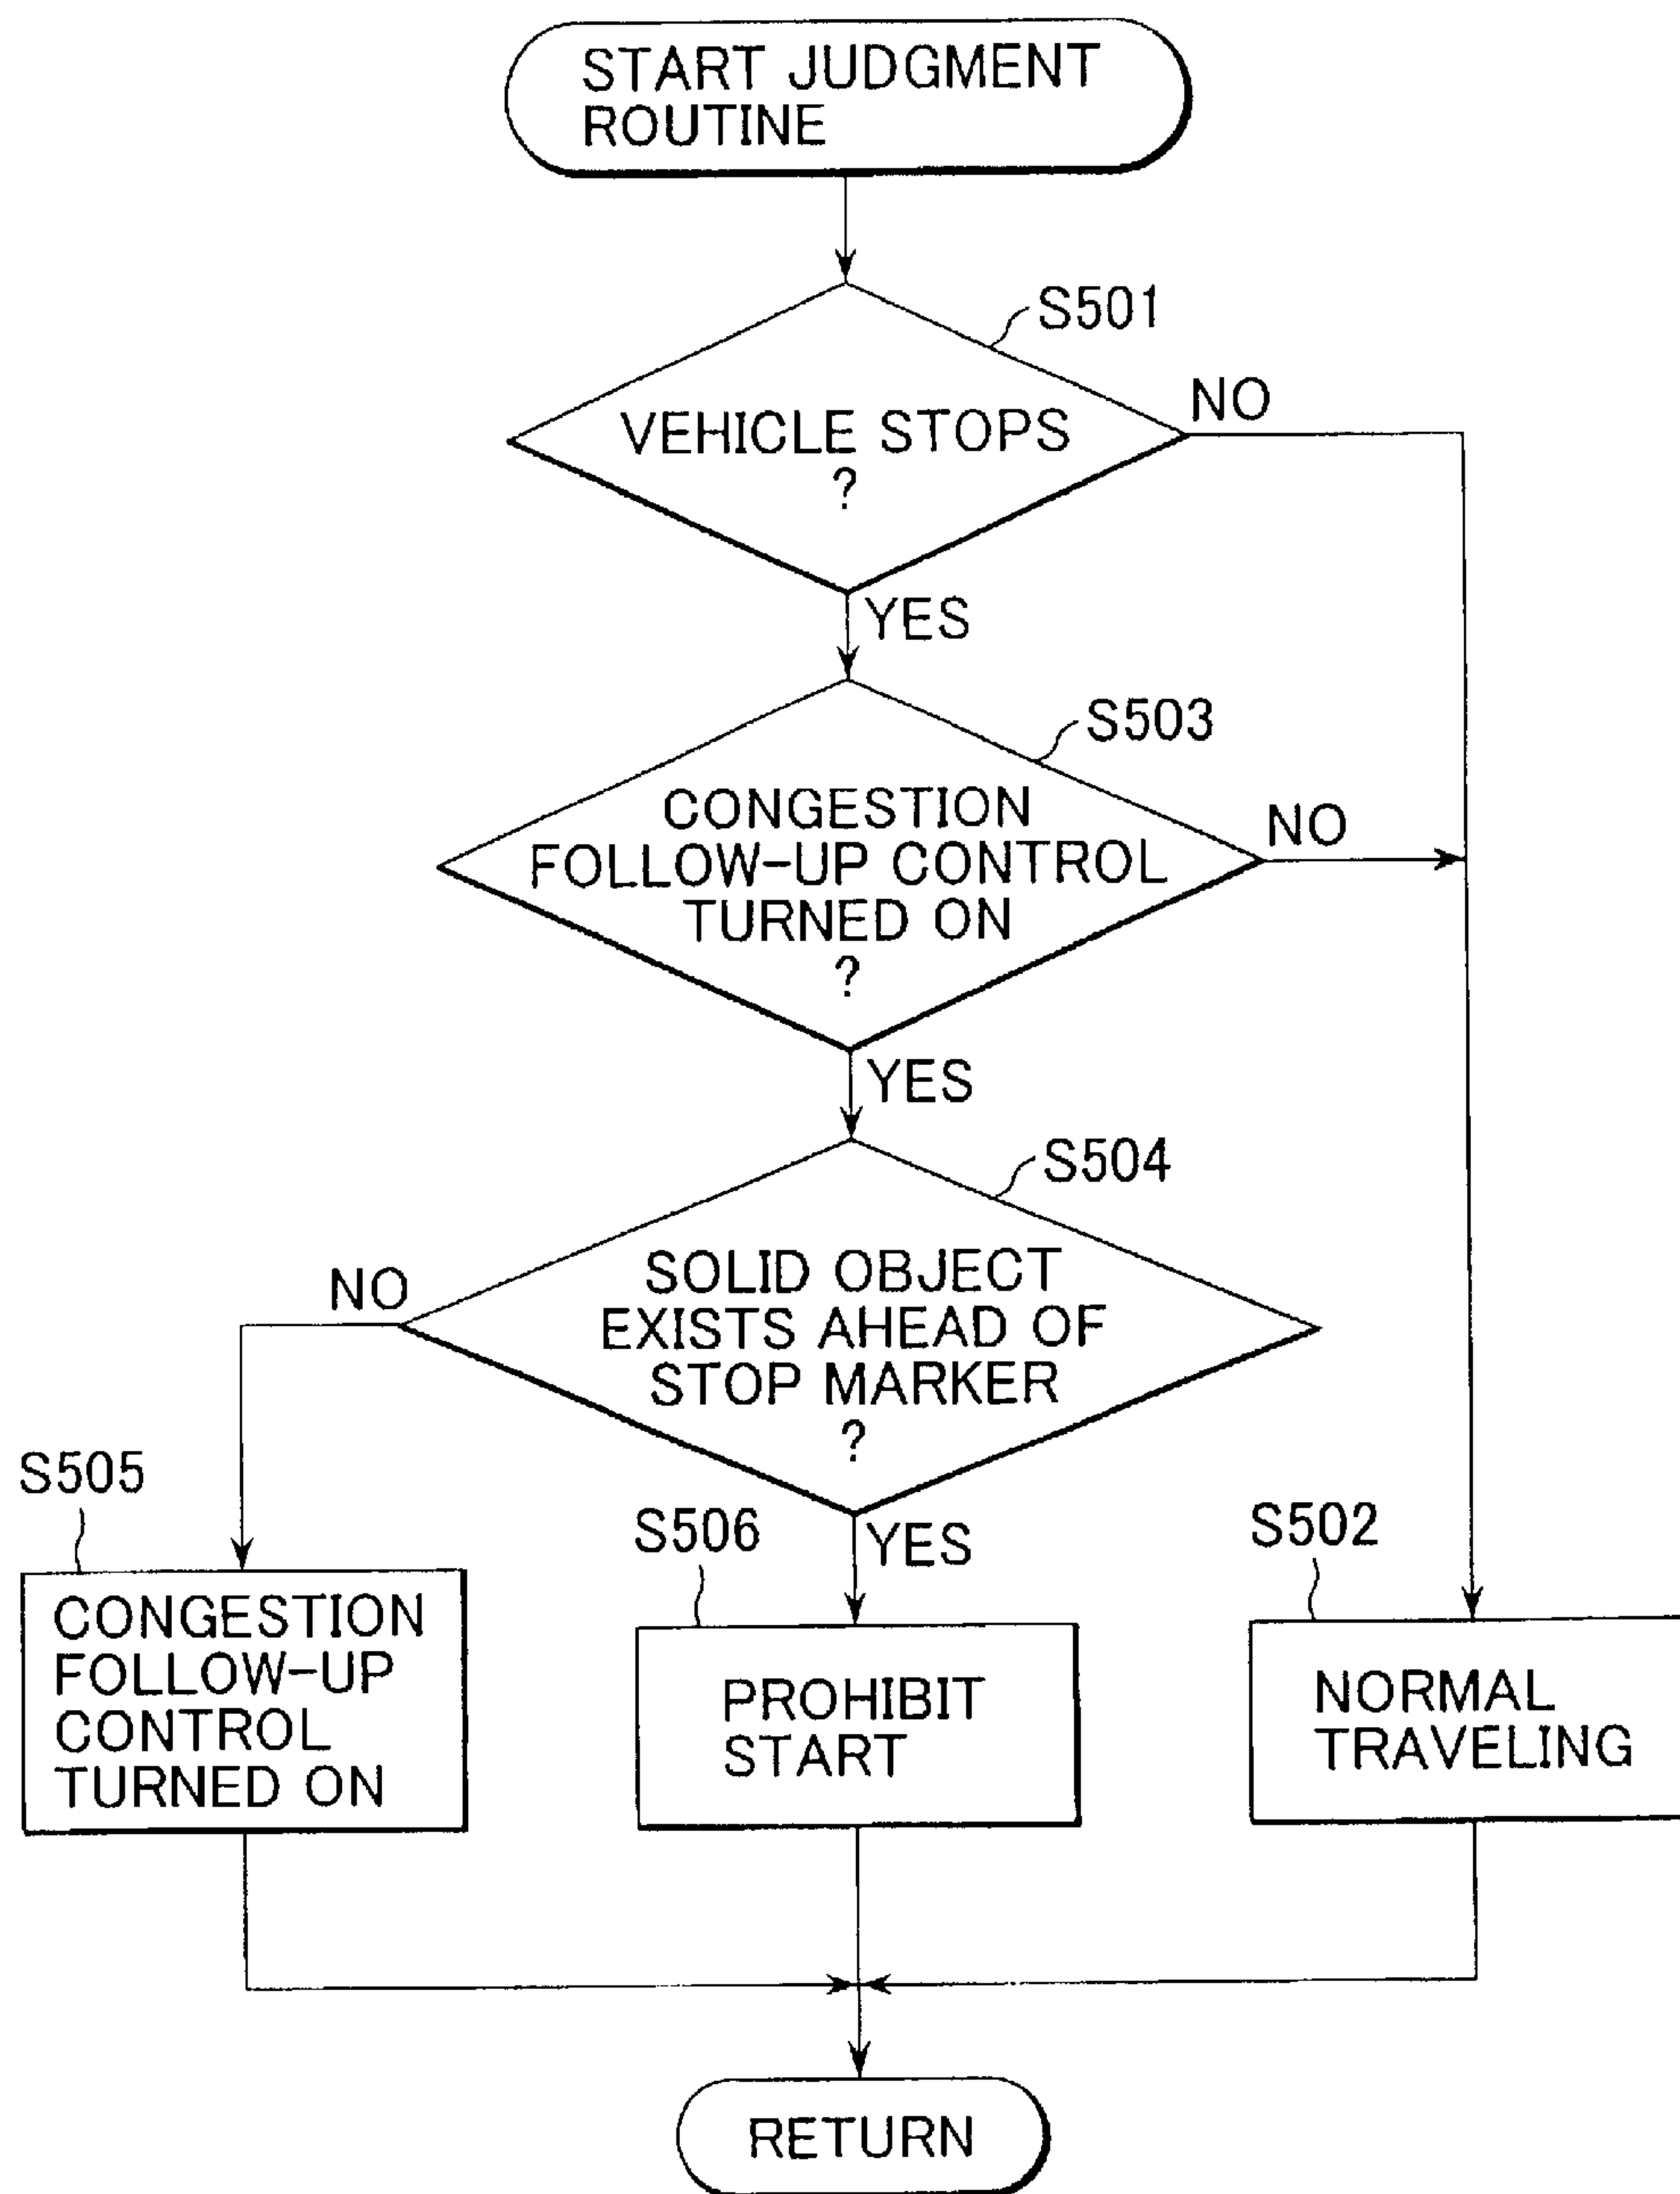 START JUDGMENT
ROUTINE
S501
VEHICLE STOPS
?
NO
YES
S503
CONGESTION
FOLLOW-UP CONTROL
TURNED ON
?
NO
YES
S504
SOLID OBJECT
EXISTS AHEAD OF
STOP MARKER
?
NO
YES
S505
CONGESTION
FOLLOW-UP
CONTROL
TURNED ON
S506
PROHIBIT
START
S502
NORMAL
TRAVELING
RETURN